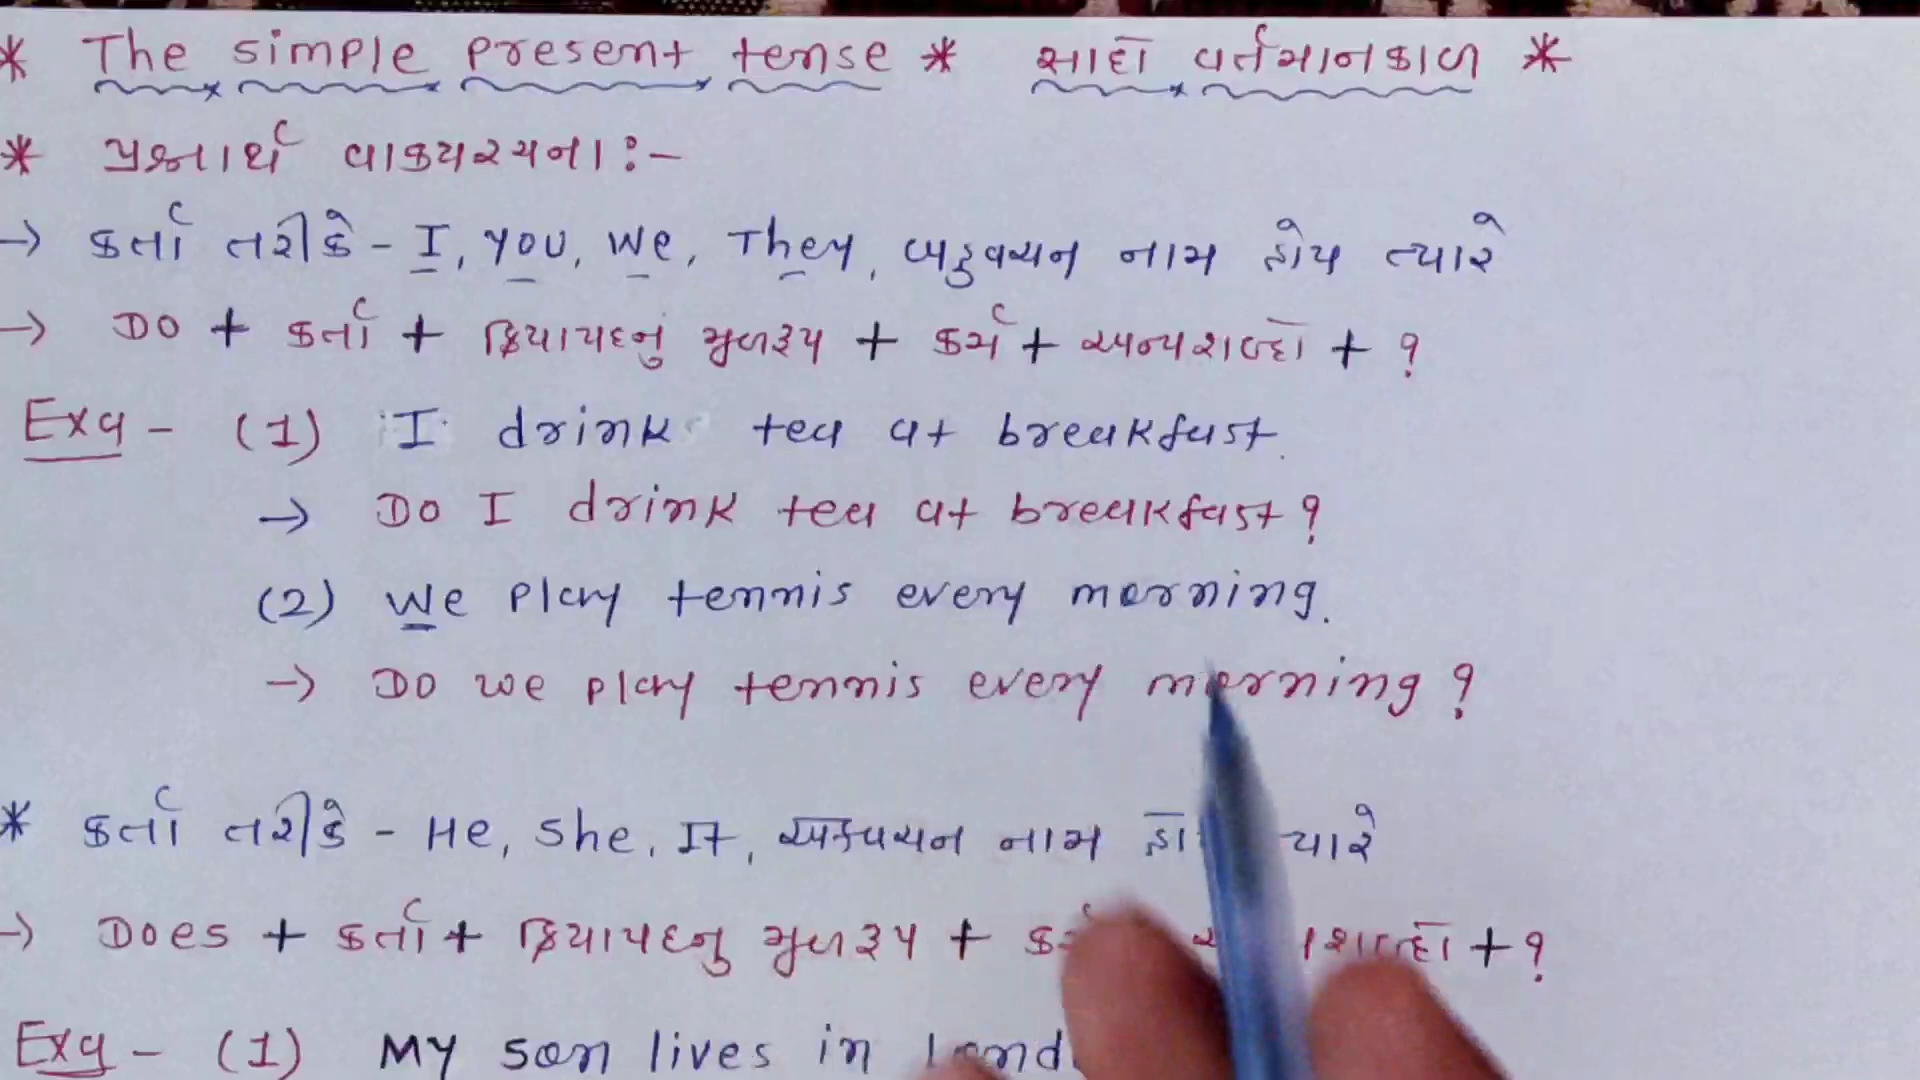 * The simple present tense * સાદો વર્તમાનકાળ *
* પ્રશ્નાર્થ વાકયરચના :-
→ કર્તા તરીકે - I, you, we, They, બહુવચન નામ હોય ત્યારે
→ Do + કર્તા + ક્રિયાપદનું મુળરૂપ + કર્મ + અન્યશબ્દો + ?
Exa - (1) I drink tea at breakfast.
→ Do I drink tea at breakfast?
(2) We play tennis every morning.
→ Do we play tennis every morning?
* કર્તા તરીકે - He, she, It, એકવચન નામ
→ Does + કર્તા + ક્રિયાપદનુ મુળરૂપ + + ?
Exa - (1) My son lives in